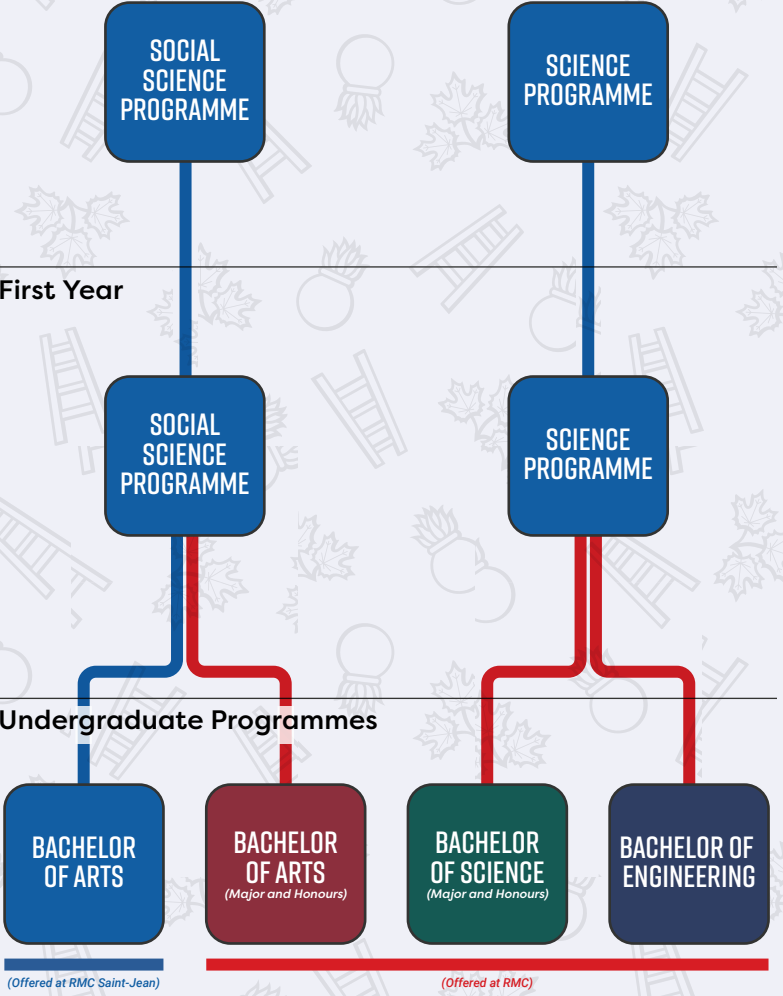 SOCIAL
SCIENCE
PROGRAMME
SCIENCE
PROGRAMME
First Year
SOCIAL
SCIENCE
PROGRAMME
SCIENCE
PROGRAMME
Undergraduate Programmes
BACHELOR
OF ARTS
BACHELOR
OF ARTS
(Major and Honours)
BACHELOR
OF SCIENCE
(Major and Honours)
BACHELOR OF
ENGINEERING
(Offered at RMC Saint-Jean)
(Offered at RMC)